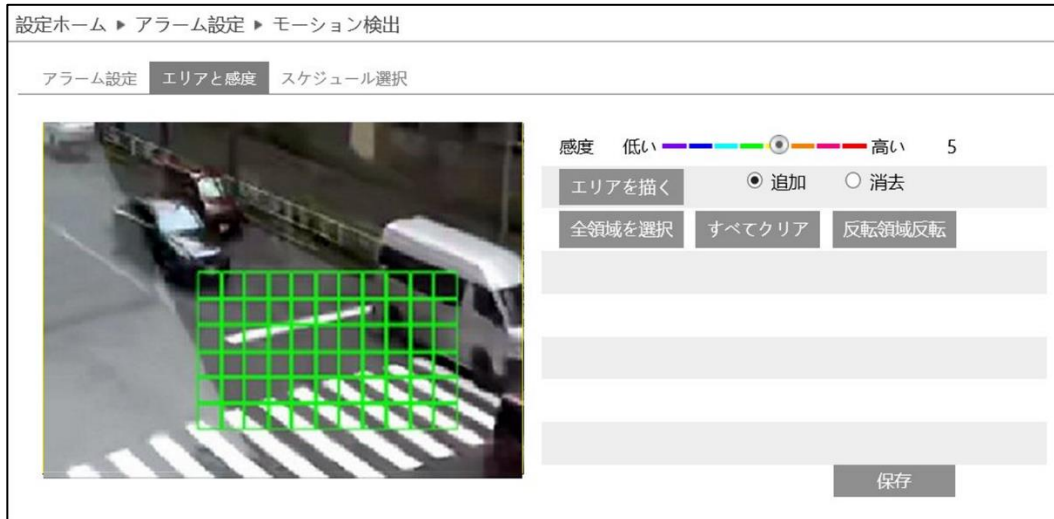 設定ホーム ▶ アラーム設定 ▶ モーション検出
アラーム設定 エリアと感度 スケジュール選択
感度 低い 高い 5
エリアを描く 追加 消去
全領域を選択 すべてクリア 反転領域反転
保存